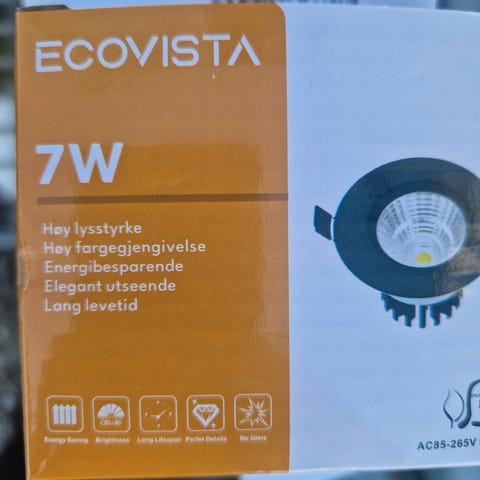 ECOVISTA
7W
Høy lysstyrke
Høy fargegjengivelse
Energibesparende
Elegant utseende
Lang levetid
CRI>80
Energy Saving Brightness Long Lifespan Parfet Details No Glare
AC85-265V